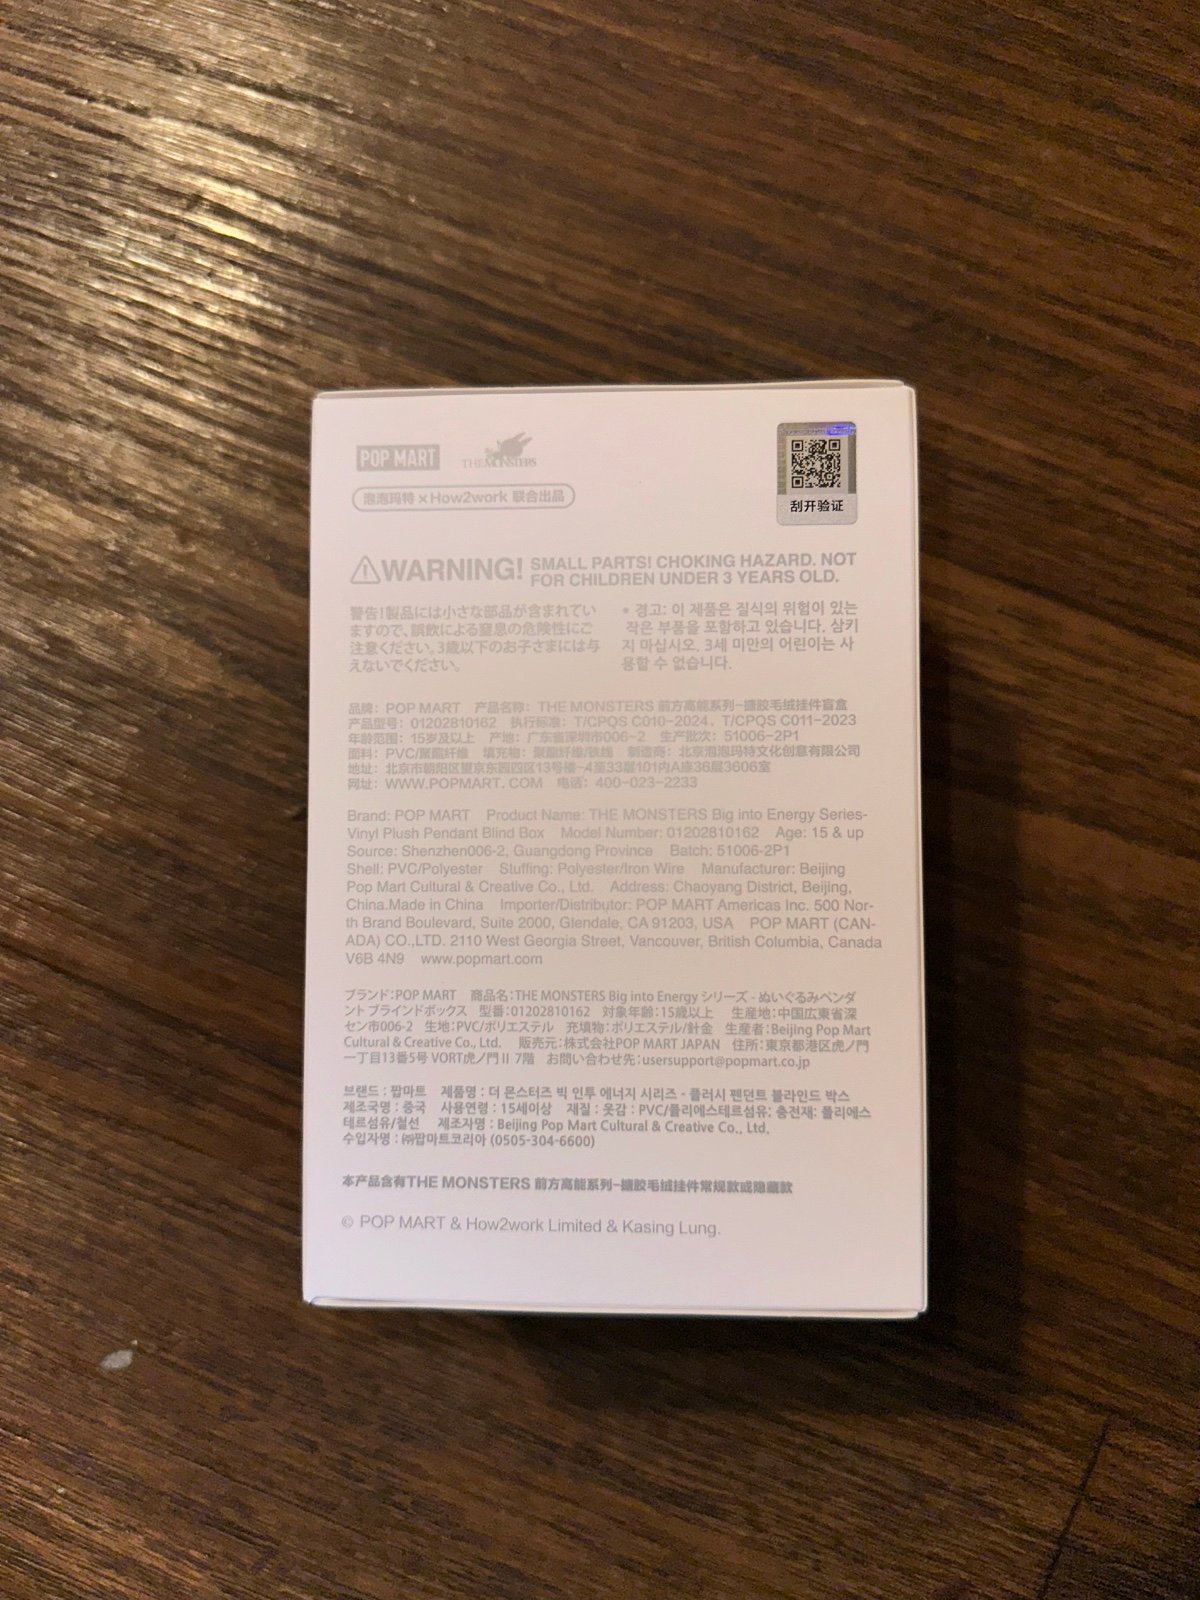 POP MART
THE MONSTERS
泡泡玛特 × How2work 联合出品
刮开验证
WARNING! SMALL PARTS! CHOKING HAZARD. NOT
FOR CHILDREN UNDER 3 YEARS OLD.
警告!製品には小さな部品が含まれてい
ますので、誤飲による窒息の危険性にご
注意ください。3歳以下のお子さまには与
えないでください。
• 경고: 이 제품은 질식의 위험이 있는
작은 부품을 포함하고 있습니다. 삼키
지 마십시오. 3세 미만의 어린이는 사
용할 수 없습니다.
品牌: POP MART 产品名称: THE MONSTERS 前方高能系列-搪胶毛绒挂件盲盒
产品型号: 01202810162 执行标准: T/CPQS C010-2024、T/CPQS C011-2023
年龄范围: 15岁及以上 产地: 广东省深圳市006-2 生产批次: 51006-2P1
面料: PVC/聚酯纤维 填充物: 聚酯纤维/铁线 制造商: 北京泡泡玛特文化创意有限公司
地址: 北京市朝阳区望京东园四区13号楼-4至33层101内A座36层3606室
网址: WWW.POPMART.COM 电话: 400-023-2233
Brand: POP MART Product Name: THE MONSTERS Big into Energy Series-
Vinyl Plush Pendant Blind Box Model Number: 01202810162 Age: 15 & up
Source: Shenzhen006-2, Guangdong Province Batch: 51006-2P1
Shell: PVC/Polyester Stuffing: Polyester/Iron Wire Manufacturer: Beijing
Pop Mart Cultural & Creative Co., Ltd. Address: Chaoyang District, Beijing,
China.Made in China Importer/Distributor: POP MART Americas Inc. 500 Nor-
th Brand Boulevard, Suite 2000, Glendale, CA 91203, USA POP MART (CAN-
ADA) CO.,LTD. 2110 West Georgia Street, Vancouver, British Columbia, Canada
V6B 4N9 www.popmart.com
ブランド:POP MART 商品名:THE MONSTERS Big into Energy シリーズ - ぬいぐるみペンダ
ント ブラインドボックス 型番:01202810162 対象年齢:15歳以上 生産地:中国広東省深
セン市006-2 生地:PVC/ポリエステル 充填物:ポリエステル/針金 生産者:Beijing Pop Mart
Cultural & Creative Co., Ltd. 販売元:株式会社POP MART JAPAN 住所:東京都港区虎ノ門
一丁目13番5号 VORT虎ノ門 II 7階 お問い合わせ先:usersupport@popmart.co.jp
브랜드 : 팝마트 제품명 : 더 몬스터즈 빅 인투 에너지 시리즈 - 플러시 펜던트 블라인드 박스
제조국명 : 중국 사용연령 : 15세이상 재질 : 옷감 : PVC/폴리에스테르섬유; 충전재: 폴리에스
테르섬유/철선 제조자명 : Beijing Pop Mart Cultural & Creative Co., Ltd.
수입자명 : ㈜팝마트코리아 (0505-304-6600)
本产品含有THE MONSTERS 前方高能系列-搪胶毛绒挂件常规款或隐藏款
© POP MART & How2work Limited & Kasing Lung.